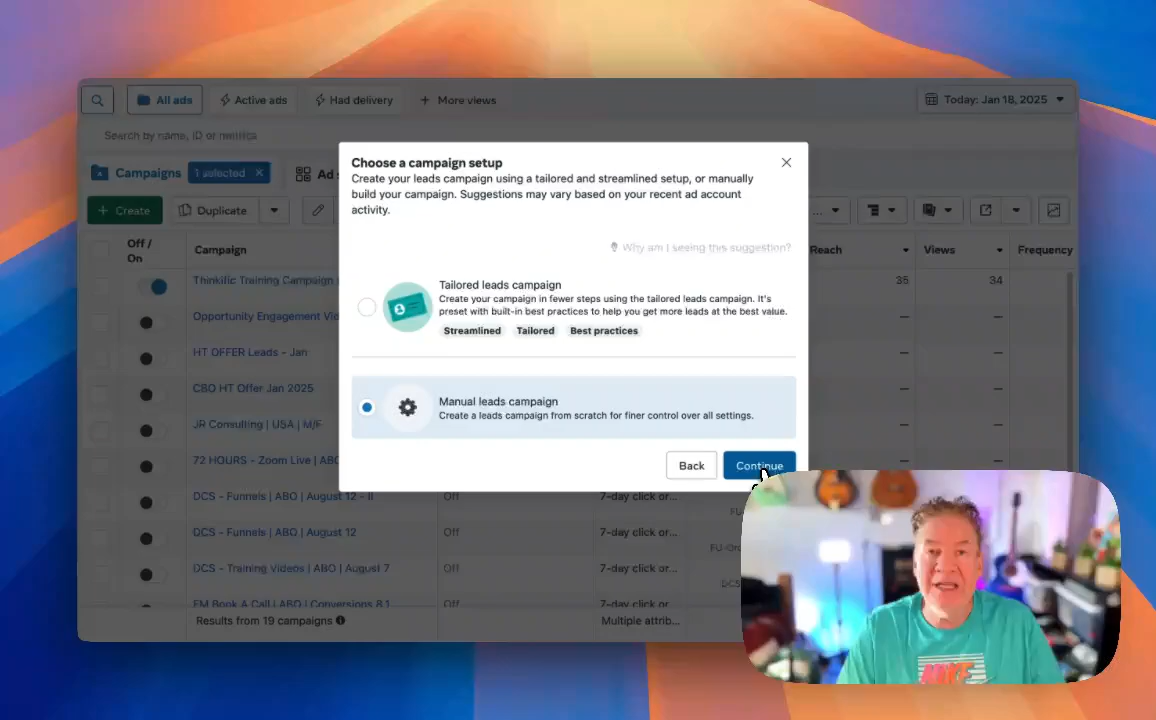 All ads
Active ads
Had delivery
+ More views
Today: Jan 18, 2025
Search by name, ID or metrics
Campaigns
1 selected
Ad
+ Create
Duplicate
Off / On
Campaign
Reach
Views
Frequency
Thinkific Training Campaign
35
34
Opportunity Engagement Vid
—
—
HT OFFER Leads - Jan
—
—
CBO HT Offer Jan 2025
—
—
JR Consulting | USA | M/F
—
—
72 HOURS - Zoom Live | ABO
—
—
DCS - Funnels | ABO | August 12 - II
Off
7-day click or...
DCS - Funnels | ABO | August 12
Off
7-day click or...
DCS - Training Videos | ABO | August 7
Off
7-day click or...
FM Book A Call | ABO | Conversions 8.1
Off
7-day click or...
Results from 19 campaigns
Multiple attrib...
Choose a campaign setup
Create your leads campaign using a tailored and streamlined setup, or manually
build your campaign. Suggestions may vary based on your recent ad account
activity.
Why am I seeing this suggestion?
Tailored leads campaign
Create your campaign in fewer steps using the tailored leads campaign. It's
preset with built-in best practices to help you get more leads at the best value.
Streamlined
Tailored
Best practices
Manual leads campaign
Create a leads campaign from scratch for finer control over all settings.
Back
Continue